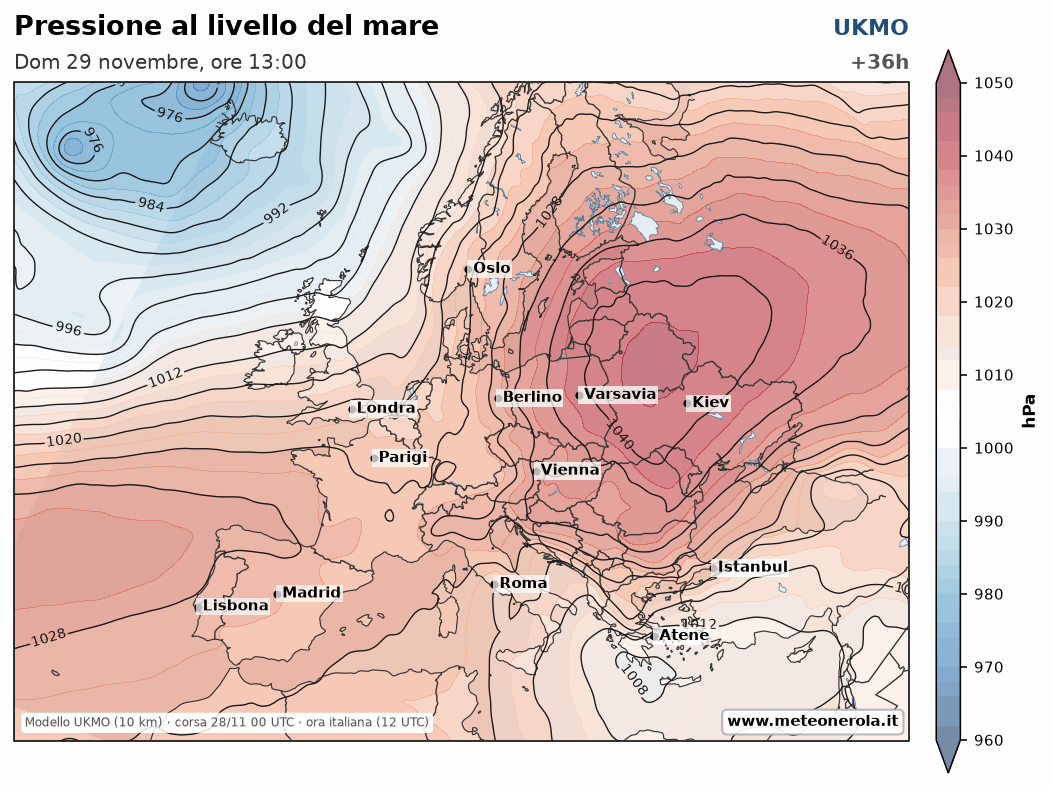 Pressione al livello del mare
UKMO
Dom 29 novembre, ore 13:00
+36h
976
976
984
992
996
1012
1020
1028
1028
1036
1040
1012
1008
Oslo
Londra
Berlino
Varsavia
Kiev
Parigi
Vienna
Istanbul
Roma
Madrid
Lisbona
Atene
1050
1040
1030
1020
1010
1000
990
980
970
960
hPa
Modello UKMO (10 km) · corsa 28/11 00 UTC · ora italiana (12 UTC)
www.meteonerola.it